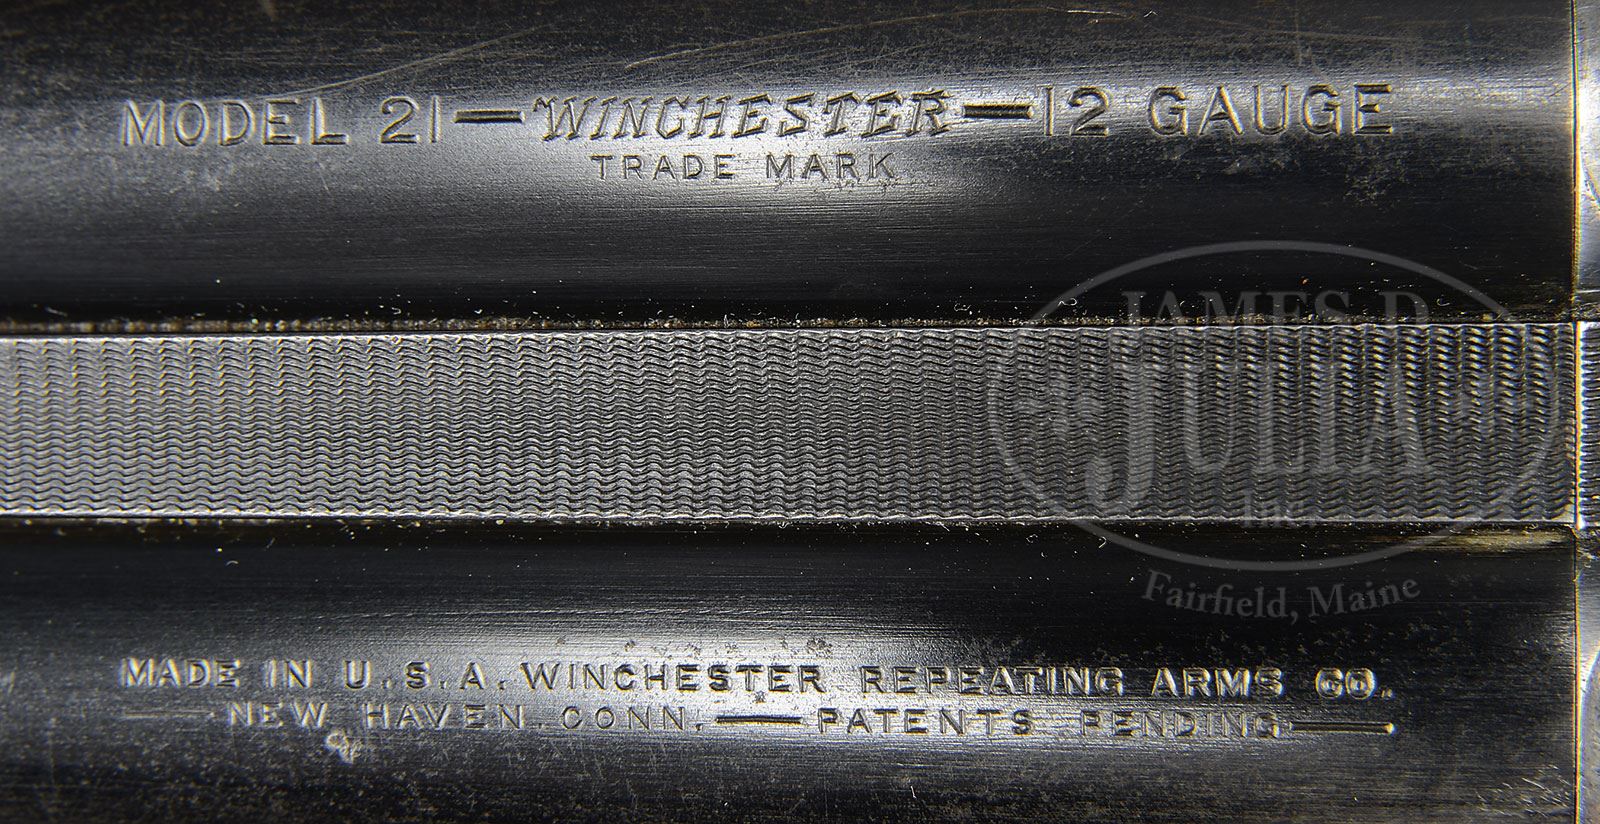 MODEL 21—WINCHESTER—12 GAUGE
TRADE MARK
JAMES D.
JULIA
Inc.
Fairfield, Maine
MADE IN U.S.A. WINCHESTER REPEATING ARMS CO.
—NEW HAVEN. CONN.—PATENTS PENDING—